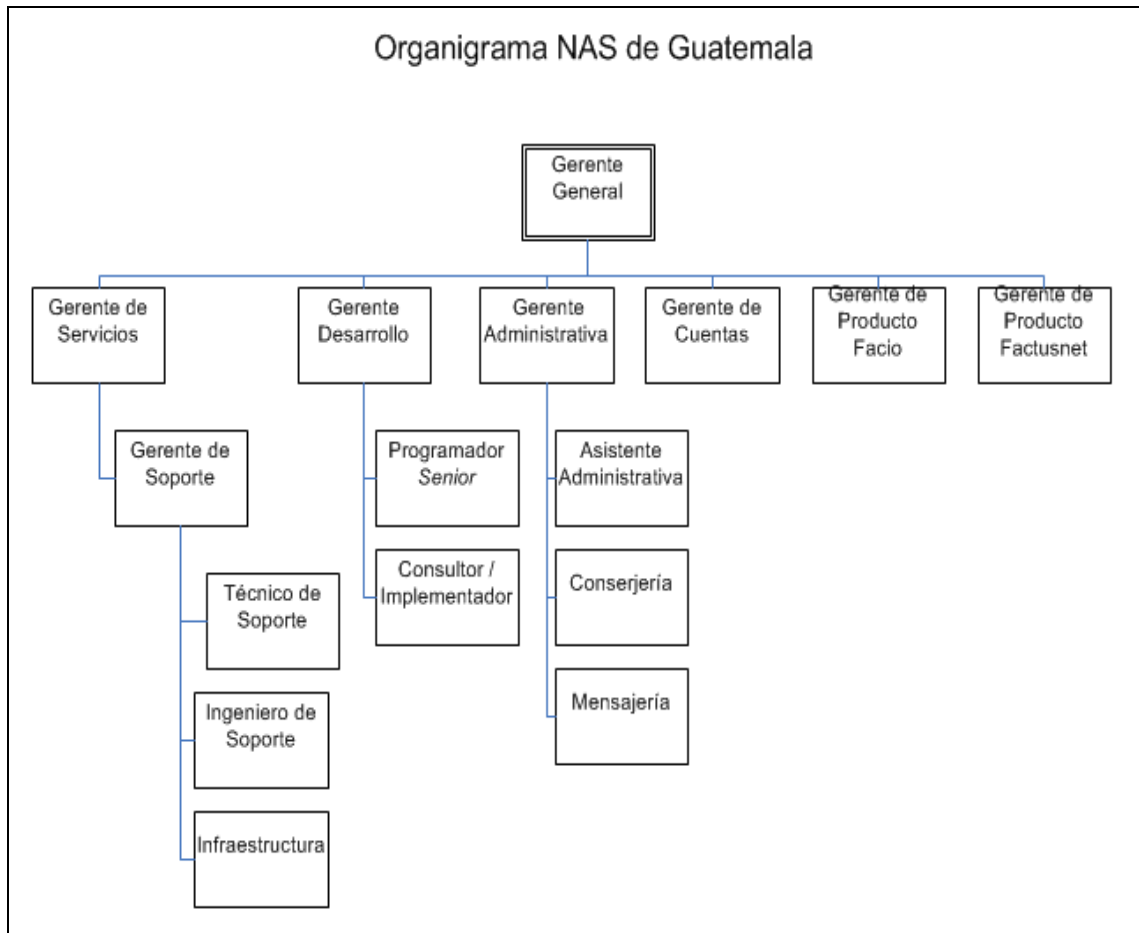 Organigrama NAS de Guatemala
Gerente
General
Gerente de
Servicios
Gerente
Desarrollo
Gerente
Administrativa
Gerente de
Cuentas
Gerente de
Producto
Facio
Gerente de
Producto
Factusnet
Gerente de
Soporte
Programador
Senior
Asistente
Administrativa
Consultor /
Implementador
Conserjería
Técnico de
Soporte
Mensajería
Ingeniero de
Soporte
Infraestructura